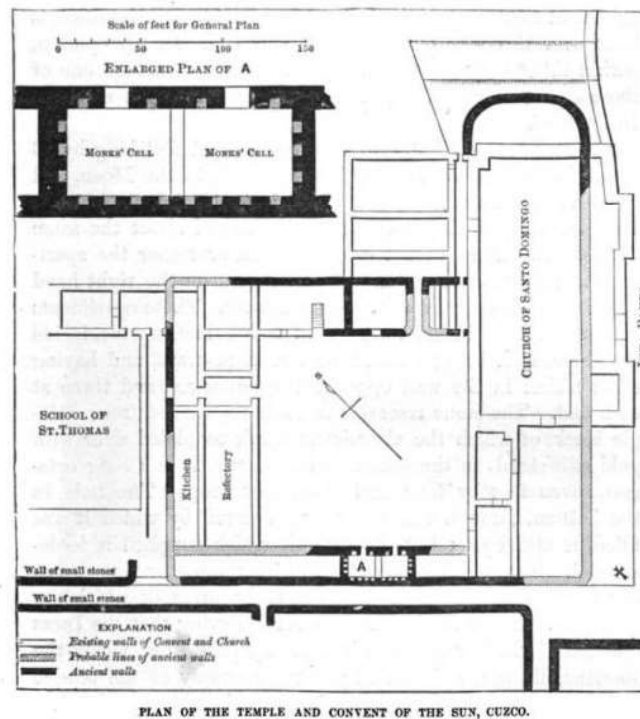 Scale of feet for General Plan
0 50 100 150
ENLARGED PLAN OF A
MONKS' CELL MONKS' CELL
CHURCH OF SANTO DOMINGO
SCHOOL OF
ST. THOMAS
Kitchen
Refectory
A
Wall of small stones
Wall of small stones
EXPLANATION
Existing walls of Convent and Church
Probable lines of ancient walls
Ancient walls
PLAN OF THE TEMPLE AND CONVENT OF THE SUN, CUZCO.